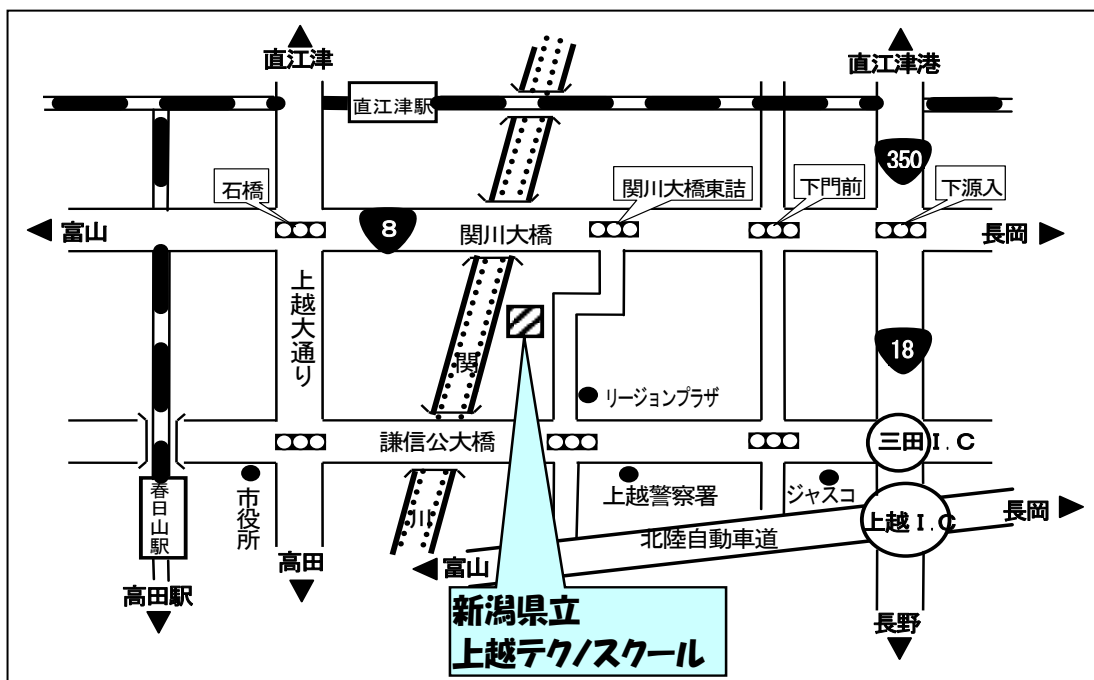 直江津
直江津港
直江津駅
350
石橋
関川大橋東詰
下門前
下源入
富山
8
関川大橋
長岡
上越大通り
18
関
リージョンプラザ
謙信公大橋
三田I.C
春日山駅
市役所
川
上越警察署
ジャスコ
上越I.C
長岡
北陸自動車道
高田
富山
高田駅
新潟県立
上越テクノスクール
長野